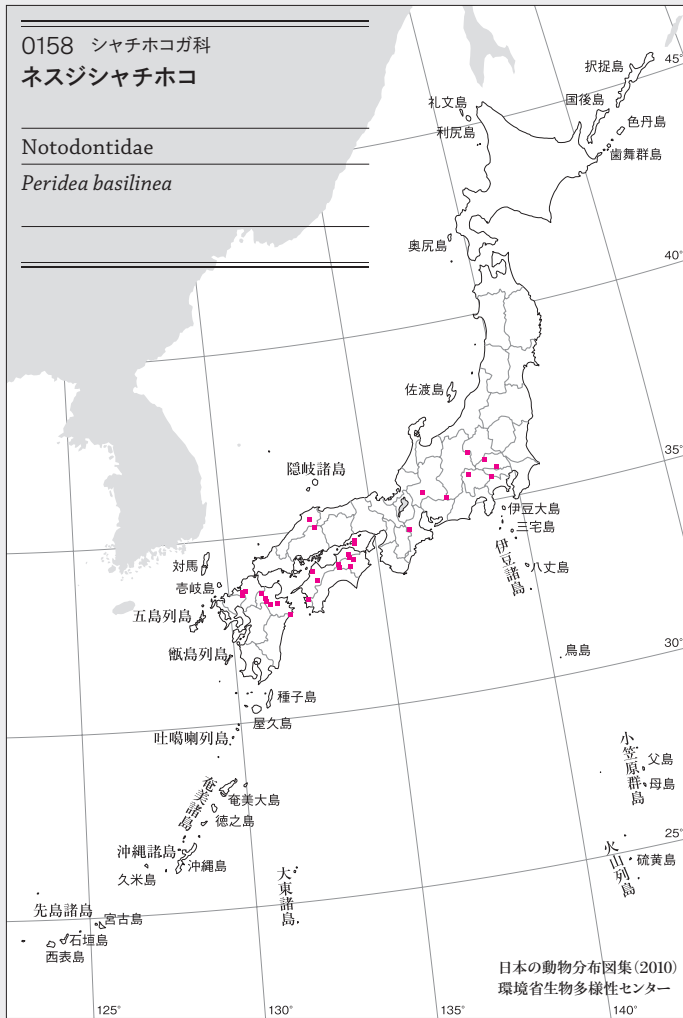 0158 シャチホコガ科
ネスジシャチホコ
Notodontidae
Peridea basilinea
択捉島
国後島
色丹島
歯舞群島
礼文島
利尻島
奥尻島
佐渡島
隠岐諸島
対馬
壱岐島
五島列島
甑島列島
種子島
屋久島
吐噶喇列島
奄美諸島
奄美大島
徳之島
沖縄諸島
沖縄島
久米島
大東諸島
先島諸島
宮古島
石垣島
西表島
伊豆大島
三宅島
伊豆諸島
八丈島
鳥島
小笠原群島
父島
母島
火山列島
硫黄島
45°
40°
35°
30°
25°
125°
130°
135°
140°
日本の動物分布図集(2010)
環境省生物多様性センター